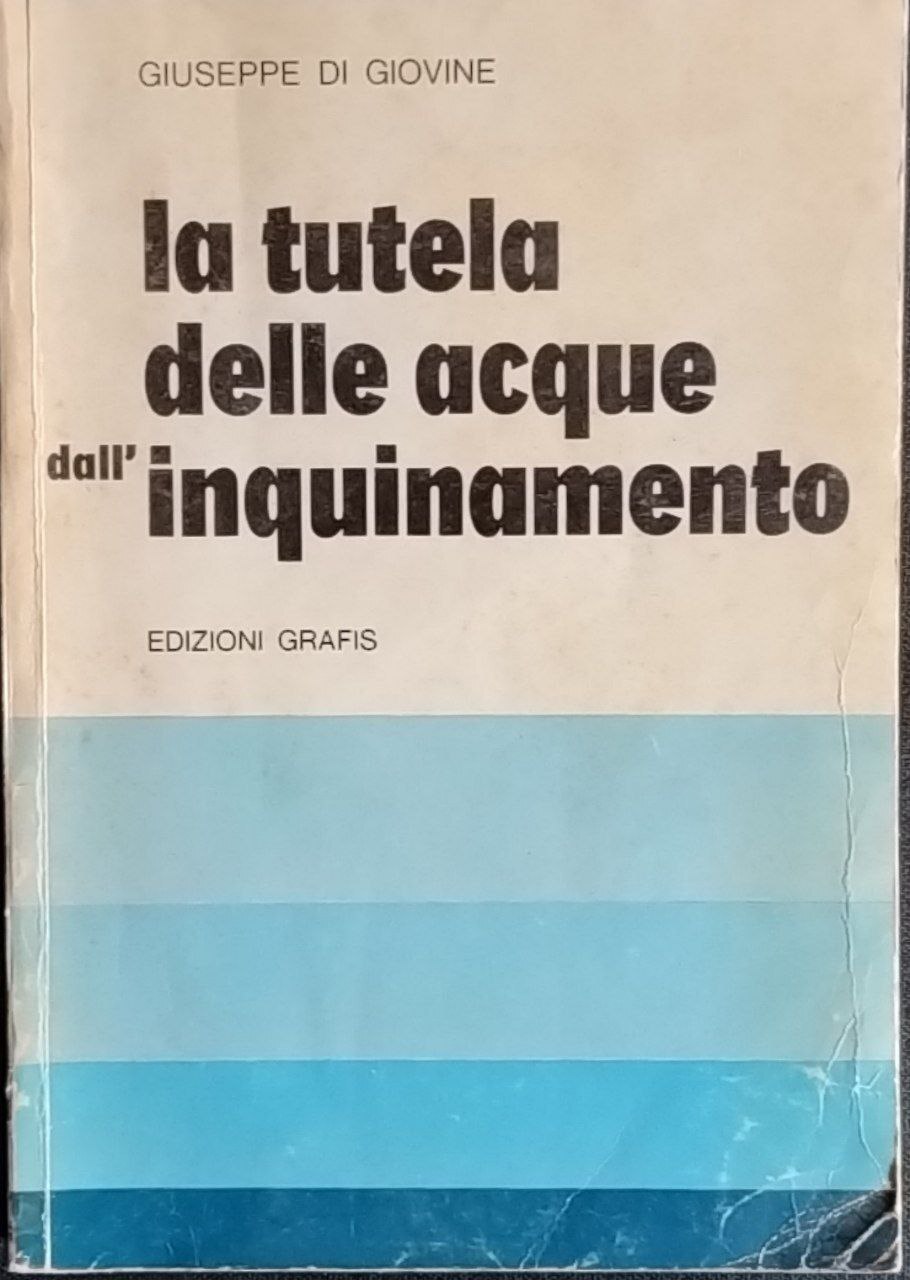 GIUSEPPE DI GIOVINE
la tutela
delle acque
dall'inquinamento
EDIZIONI GRAFIS